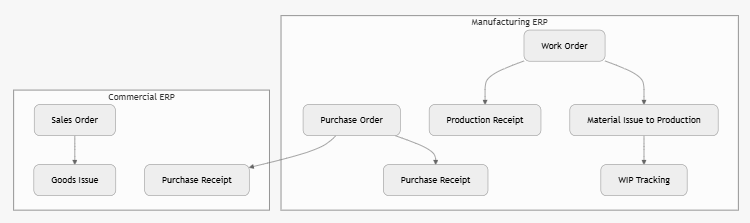 Manufacturing ERP
Work Order
Commercial ERP
Sales Order
Purchase Order
Production Receipt
Material Issue to Production
Goods Issue
Purchase Receipt
Purchase Receipt
WIP Tracking